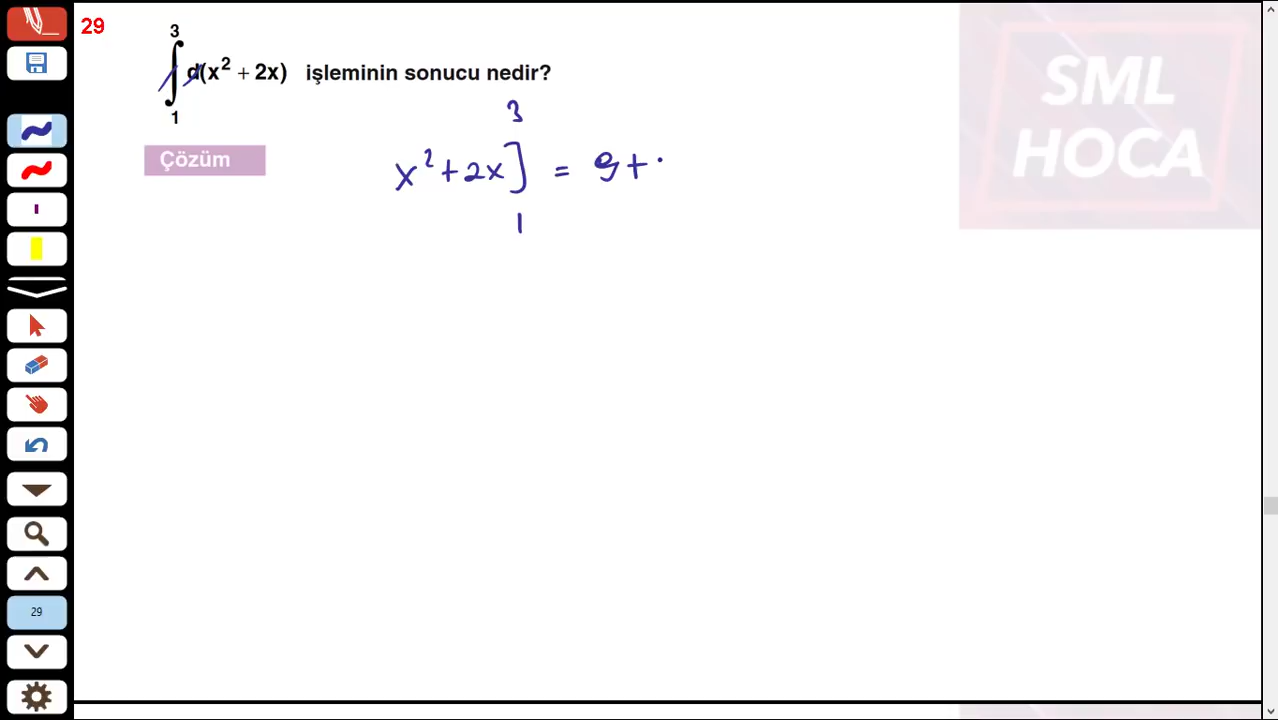 29
3
∫ d(x² + 2x) işleminin sonucu nedir?
1
Çözüm
3
x² + 2x ] = 9 +
1
SML
HOCA
29